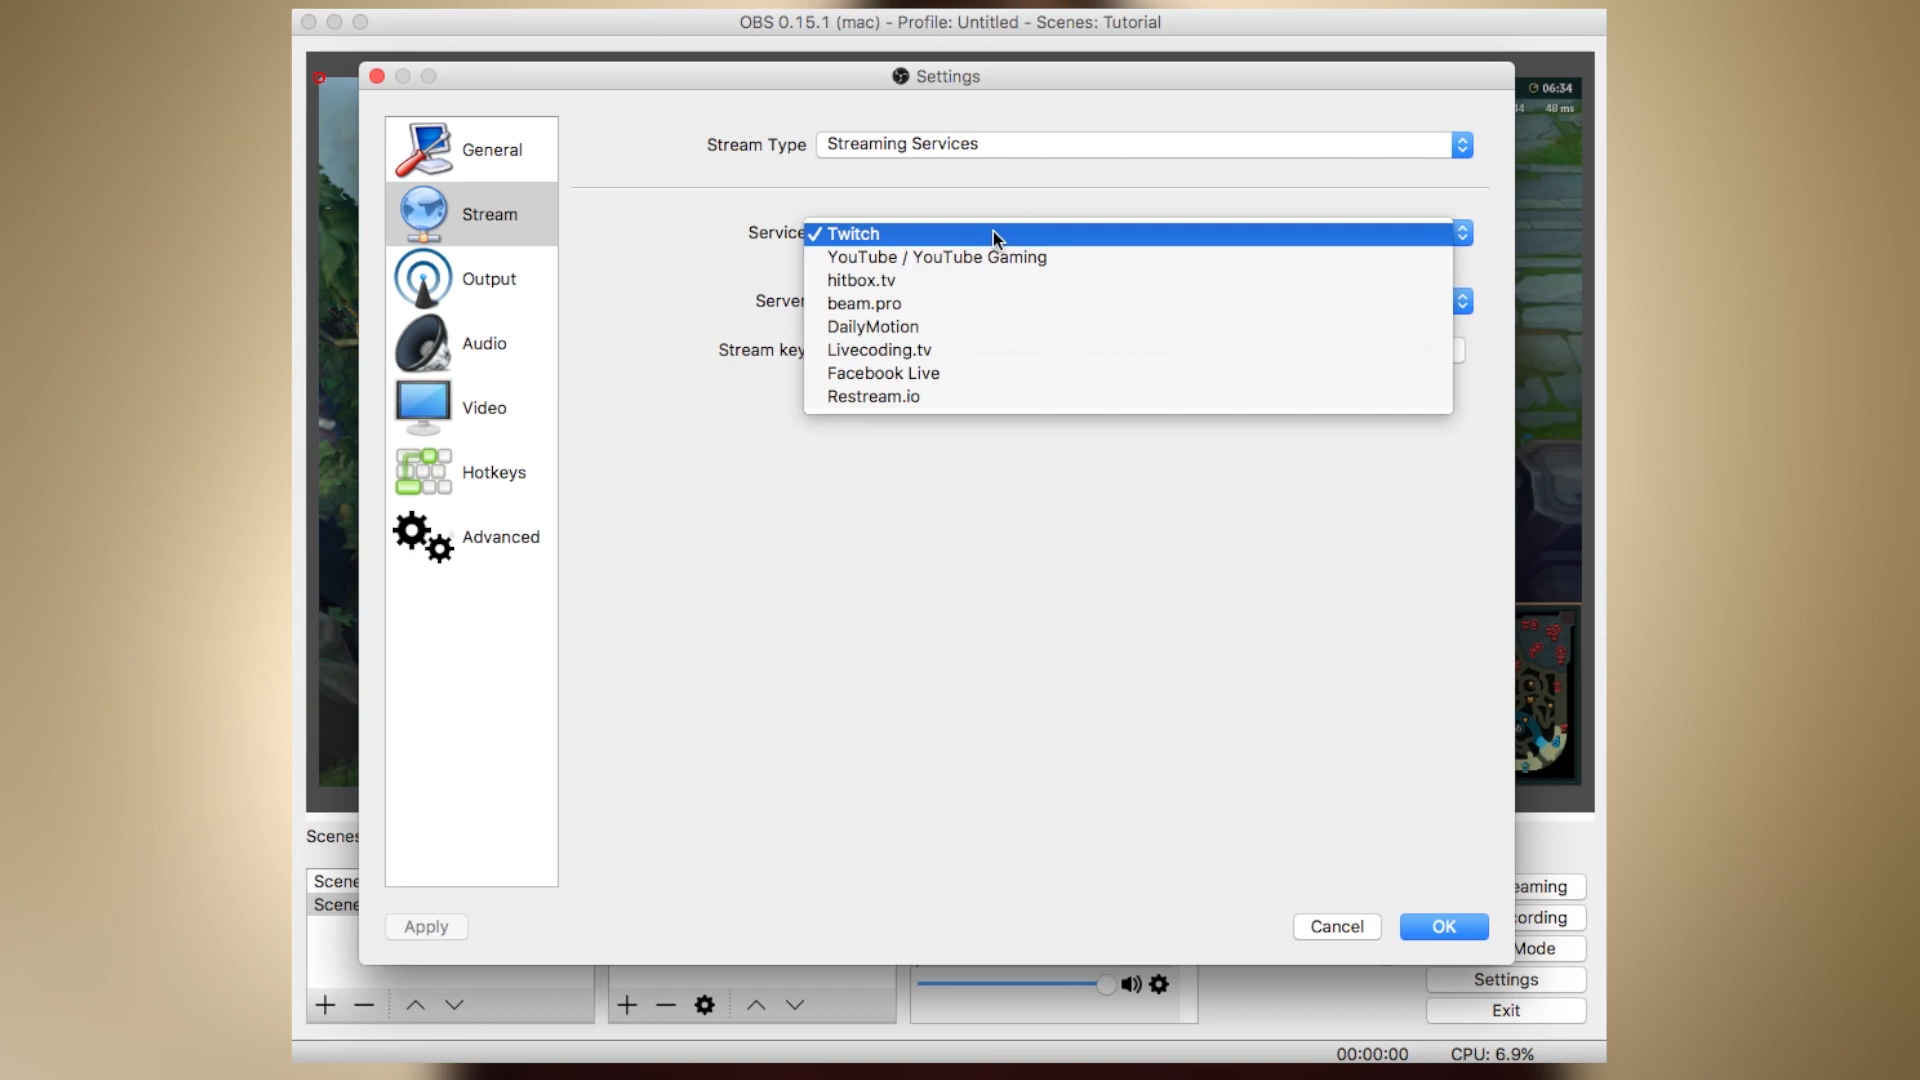 OBS 0.15.1 (mac) - Profile: Untitled - Scenes: Tutorial
Settings
06:34
44 48 ms
General
Stream
Output
Audio
Video
Hotkeys
Advanced
Stream Type Streaming Services
Service ✓ Twitch
YouTube / YouTube Gaming
hitbox.tv
beam.pro
DailyMotion
Livecoding.tv
Facebook Live
Restream.io
Server
Stream key
Apply
Cancel
OK
Scenes
Scene
Scene
eaming
cording
Mode
Settings
Exit
00:00:00
CPU: 6.9%